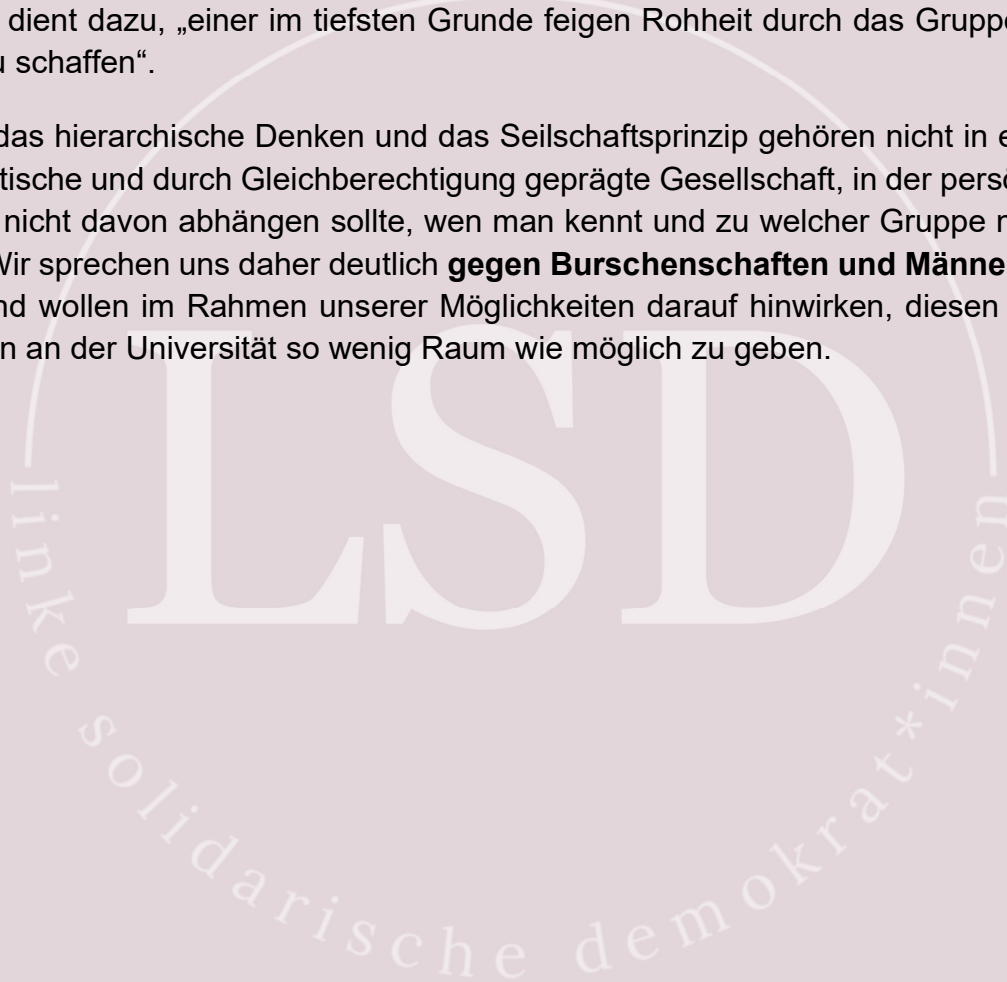 dient dazu, „einer im tiefsten Grunde feigen Rohheit durch das Gruppe
u schaffen“.
das hierarchische Denken und das Seilschaftsprinzip gehören nicht in e
tische und durch Gleichberechtigung geprägte Gesellschaft, in der persö
nicht davon abhängen sollte, wen man kennt und zu welcher Gruppe
Wir sprechen uns daher deutlich gegen Burschenschaften und Männe
nd wollen im Rahmen unserer Möglichkeiten darauf hinwirken, diesen
n an der Universität so wenig Raum wie möglich zu geben.
LSD
linke solidarische demokrat*innen